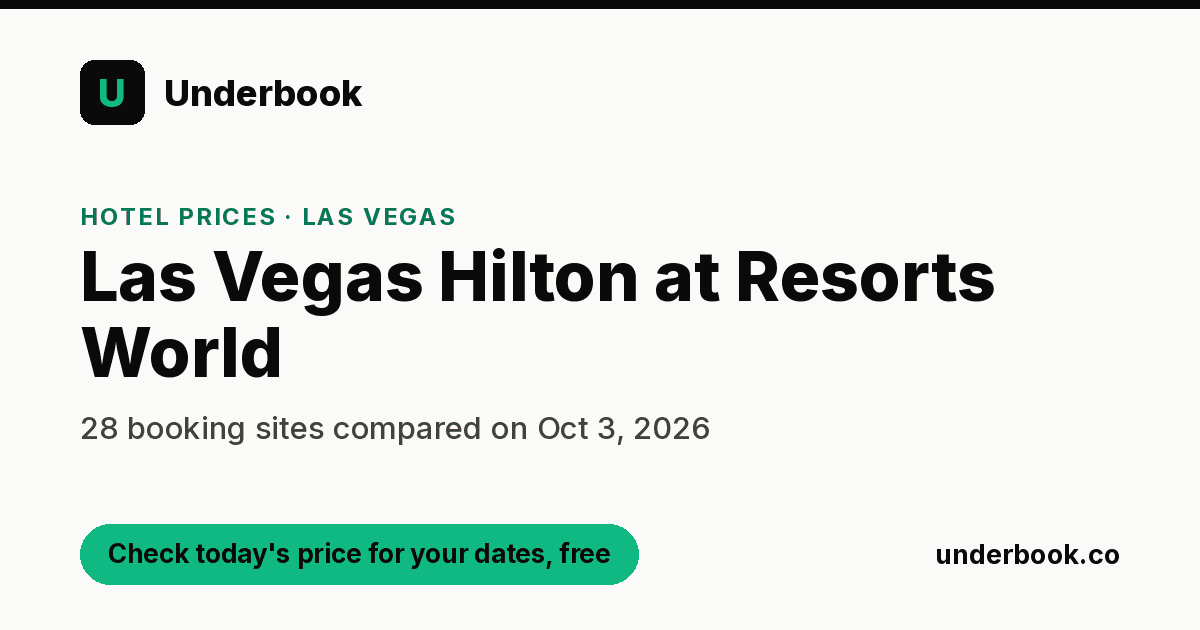 U Underbook
HOTEL PRICES · LAS VEGAS
Las Vegas Hilton at Resorts
World
28 booking sites compared on Oct 3, 2026
Check today's price for your dates, free
underbook.co